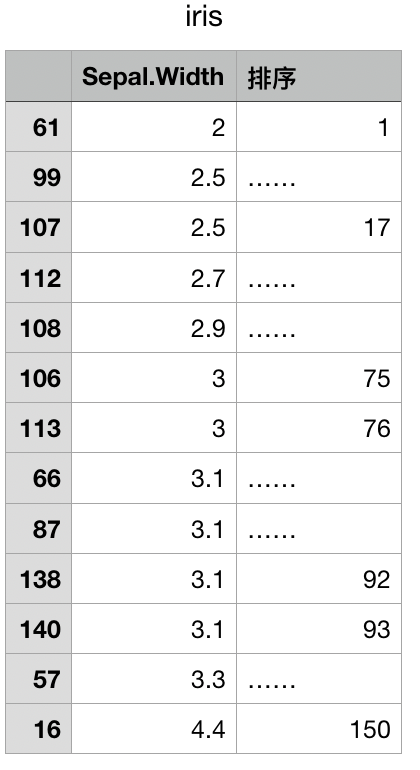 iris
Sepal.Width 排序
61 2 1
99 2.5 ……
107 2.5 17
112 2.7 ……
108 2.9 ……
106 3 75
113 3 76
66 3.1 ……
87 3.1 ……
138 3.1 92
140 3.1 93
57 3.3 ……
16 4.4 150